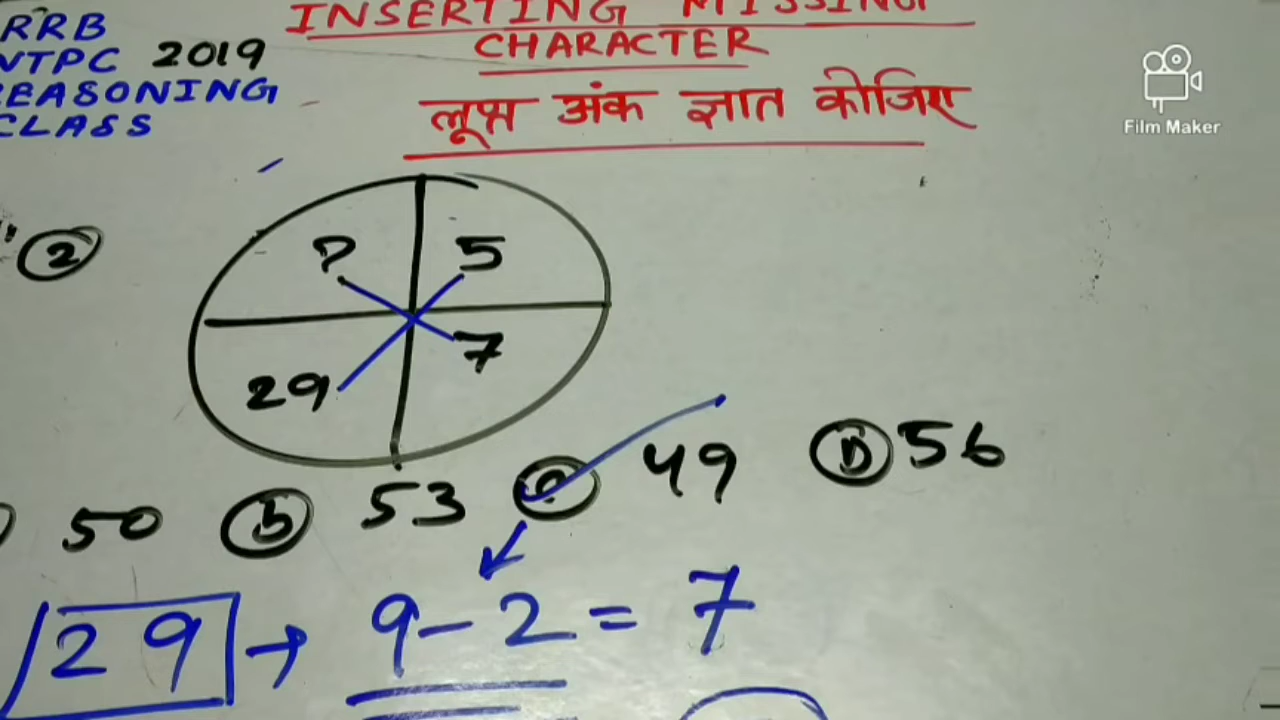 RRB
NTPC 2019
REASONING
CLASS
INSERTING MISSING
CHARACTER
लूप्त अंक ज्ञात कीजिए
Film Maker
2
? 5
29 7
50 b 53 c 49 D 56
29 → 9-2 = 7